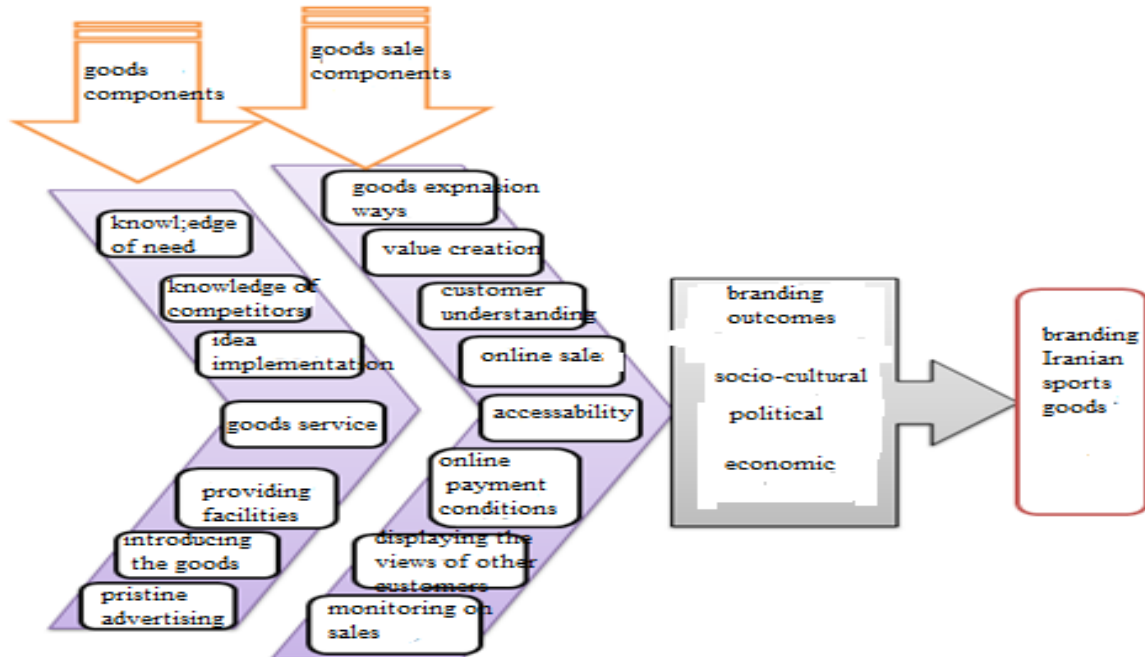 goods
components
goods sale
components
knowl;edge
of need
knowledge of
competitors
idea
implementation
goods service
providing
facilities
introducing
the goods
pristine
advertising
goods expnasion
ways
value creation
customer
understanding
online sale
accessability
online
payment
conditions
displaying the
views of other
customers
monitoring on
sales
branding
outcomes
socio-cultural
political
economic
branding
Iranian
sports
goods